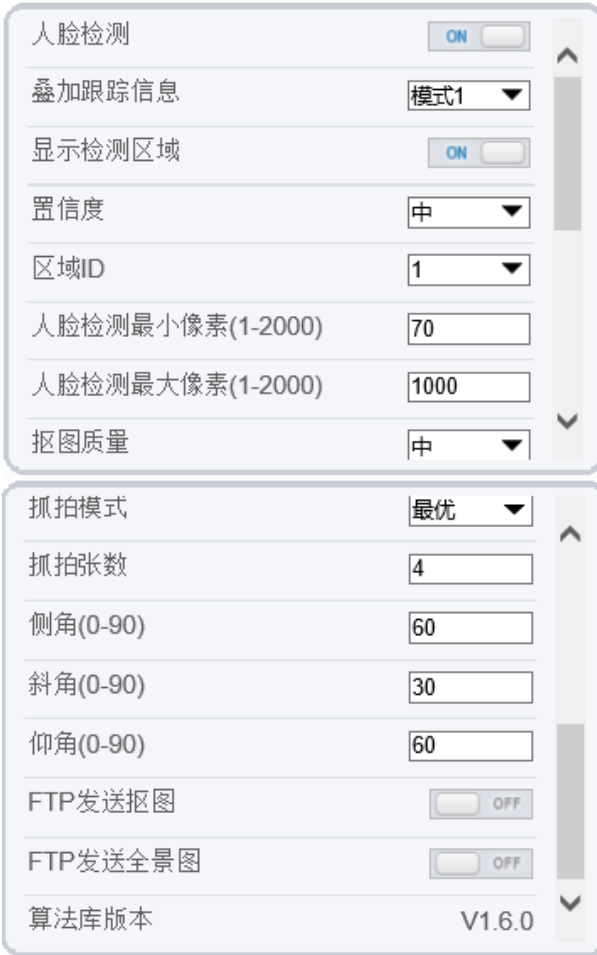 人脸检测 ON
叠加跟踪信息 模式1
显示检测区域 ON
置信度 中
区域ID 1
人脸检测最小像素(1-2000) 70
人脸检测最大像素(1-2000) 1000
抠图质量 中
抓拍模式 最优
抓拍张数 4
侧角(0-90) 60
斜角(0-90) 30
仰角(0-90) 60
FTP发送抠图 OFF
FTP发送全景图 OFF
算法库版本 V1.6.0